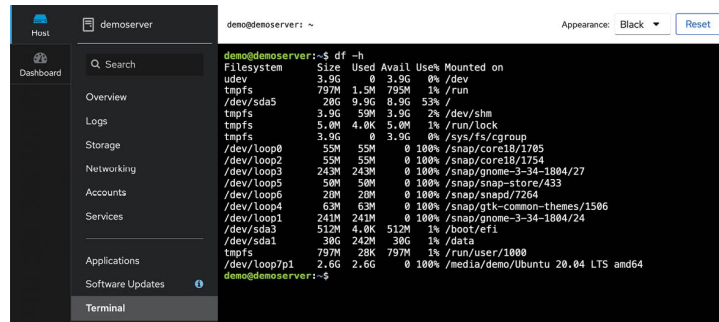 Host
Dashboard
demoserver
Search
Overview
Logs
Storage
Networking
Accounts
Services
Applications
Software Updates
Terminal
demo@demoserver: ~
Appearance: Black Reset
demo@demoserver:~$ df -h
Filesystem Size Used Avail Use% Mounted on
udev 3.9G 0 3.9G 0% /dev
tmpfs 797M 1.5M 795M 1% /run
/dev/sda5 20G 9.9G 8.9G 53% /
tmpfs 3.9G 59M 3.9G 2% /dev/shm
tmpfs 5.0M 4.0K 5.0M 1% /run/lock
tmpfs 3.9G 0 3.9G 0% /sys/fs/cgroup
/dev/loop0 55M 55M 0 100% /snap/core18/1705
/dev/loop2 55M 55M 0 100% /snap/core18/1754
/dev/loop3 243M 243M 0 100% /snap/gnome-3-34-1804/27
/dev/loop5 50M 50M 0 100% /snap/snap-store/433
/dev/loop6 28M 28M 0 100% /snap/snapd/7264
/dev/loop4 63M 63M 0 100% /snap/gtk-common-themes/1506
/dev/loop1 241M 241M 0 100% /snap/gnome-3-34-1804/24
/dev/sda3 512M 4.0K 512M 1% /boot/efi
/dev/sda1 30G 242M 30G 1% /data
tmpfs 797M 28K 797M 1% /run/user/1000
/dev/loop7p1 2.6G 2.6G 0 100% /media/demo/Ubuntu 20.04 LTS amd64
demo@demoserver:~$